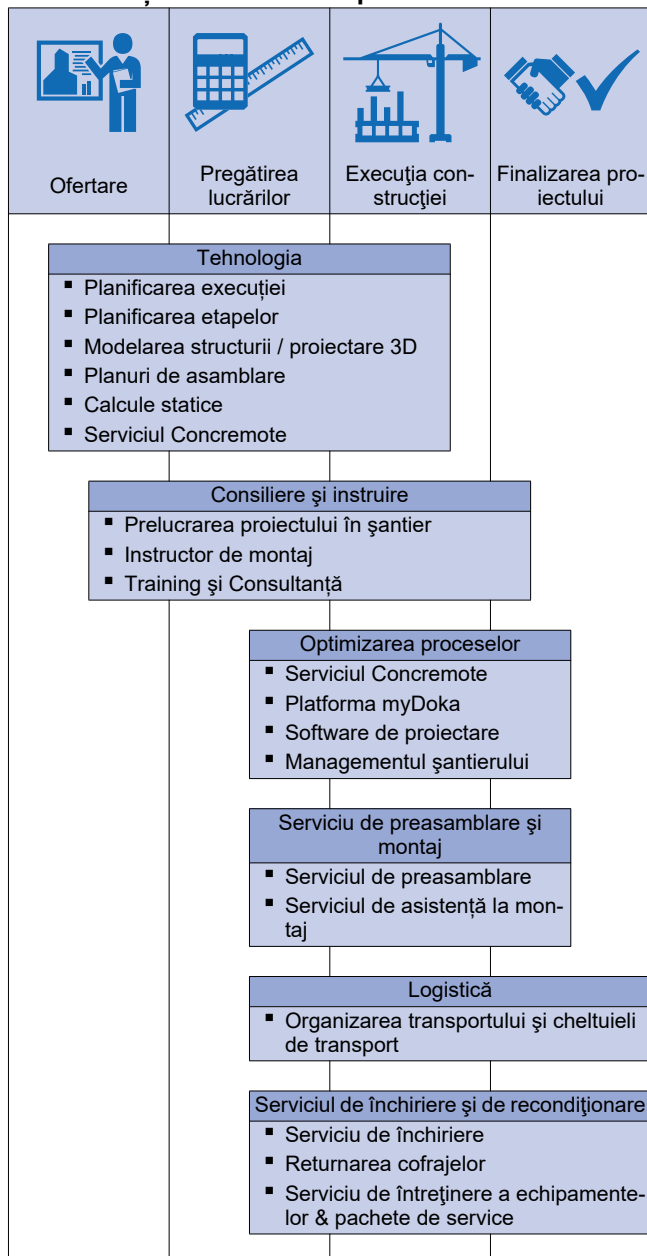 Ofertare
Pregătirea
lucrărilor
Execuţia con-
strucţiei
Finalizarea pro-
iectului
Tehnologia
▪ Planificarea execuției
▪ Planificarea etapelor
▪ Modelarea structurii / proiectare 3D
▪ Planuri de asamblare
▪ Calcule statice
▪ Serviciul Concremote
Consiliere şi instruire
▪ Prelucrarea proiectului în şantier
▪ Instructor de montaj
▪ Training şi Consultanță
Optimizarea proceselor
▪ Serviciul Concremote
▪ Platforma myDoka
▪ Software de proiectare
▪ Managementul şantierului
Serviciu de preasamblare şi
montaj
▪ Serviciul de preasamblare
▪ Serviciul de asistență la mon-
taj
Logistică
▪ Organizarea transportului şi cheltuieli
de transport
Serviciul de închiriere şi de recondiţionare
▪ Serviciu de închiriere
▪ Returnarea cofrajelor
▪ Serviciu de întreţinere a echipamente-
lor & pachete de service